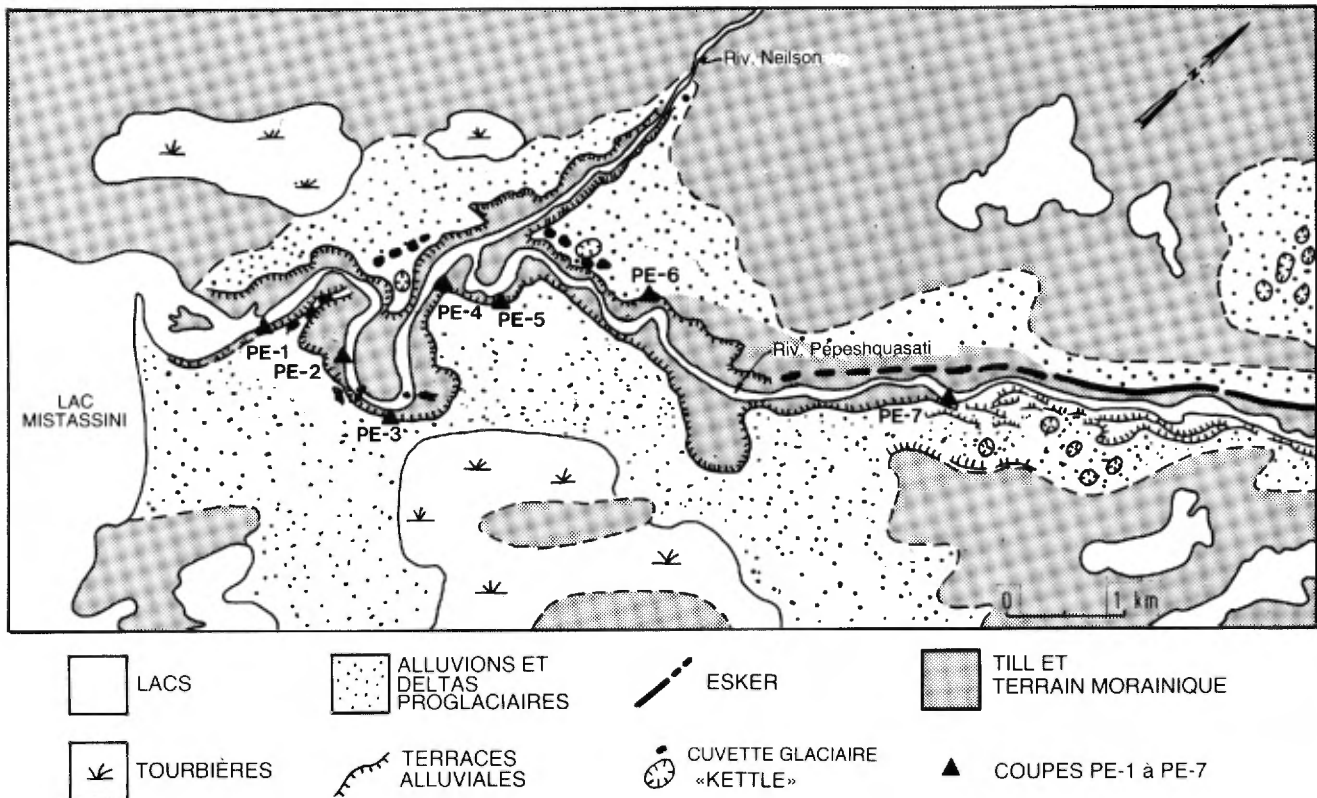 Riv. Neilson
PE-6
PE-4
PE-5
PE-1
PE-2
Riv. Pépeshquasati
LAC
MISTASSINI
PE-7
PE-3
0 1 km
LACS
ALLUVIONS ET
DELTAS
PROGLACIAIRES
ESKER
TILL ET
TERRAIN MORAINIQUE
TOURBIÈRES
TERRACES
ALLUVIALES
CUVETTE GLACIAIRE
«KETTLE»
COUPES PE-1 à PE-7